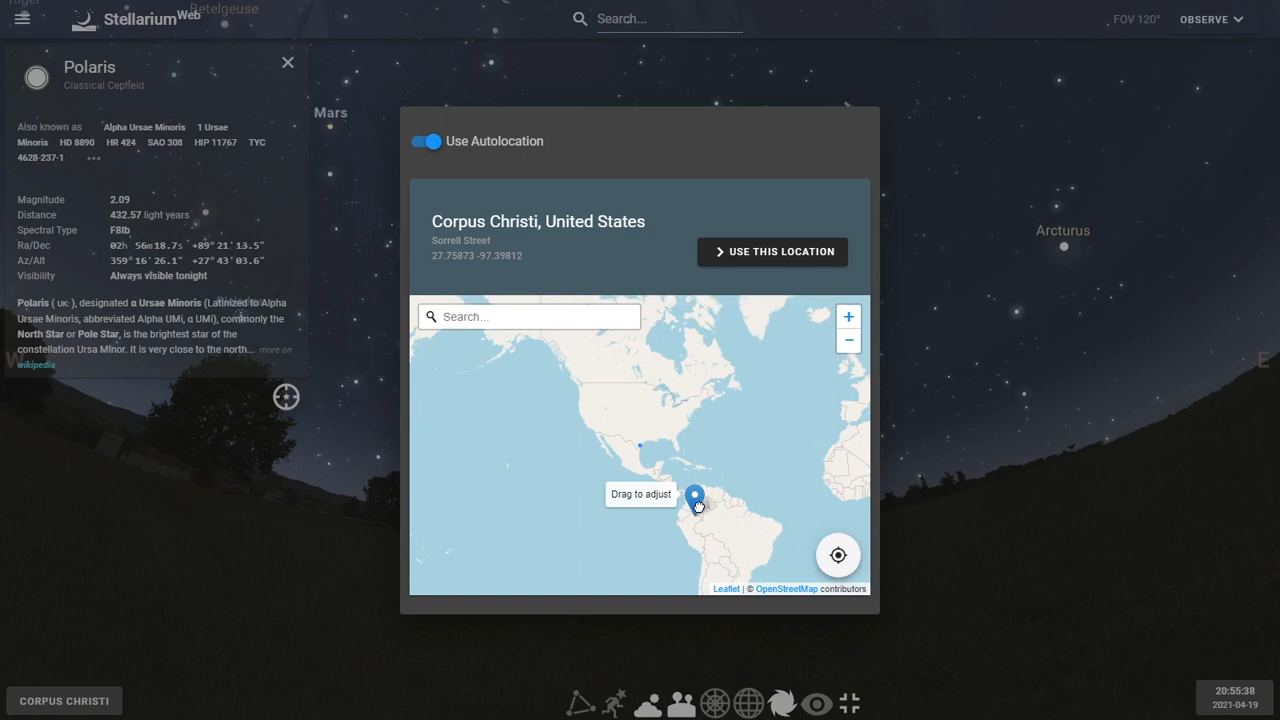 Rigel
Betelgeuse
StellariumWeb
Search...
FOV 120°
OBSERVE
Polaris
Classical Cepheid
Mars
Also known as Alpha Ursae Minoris 1 Ursae
Minoris HD 8890 HR 424 SAO 308 HIP 11767 TYC
4628-237-1 •••
Magnitude 2.09
Distance 432.57 light years
Spectral Type F8Ib
Ra/Dec 02h 56m18.7s +89°21'13.5"
Az/Alt 359°16'26.1" +27°43'03.6"
Visibility Always visible tonight
Polaris ( UK: ), designated α Ursae Minoris (Latinized to Alpha
Ursae Minoris, abbreviated Alpha UMi, α UMi), commonly the
North Star or Pole Star, is the brightest star of the
constellation Ursa Minor. It is very close to the north... more on
wikipedia
W
Use Autolocation
Corpus Christi, United States
Sorrell Street
27.75873 -97.39812
USE THIS LOCATION
Search...
+
−
Drag to adjust
Leaflet | © OpenStreetMap contributors
Arcturus
E
CORPUS CHRISTI
20:55:38
2021-04-19